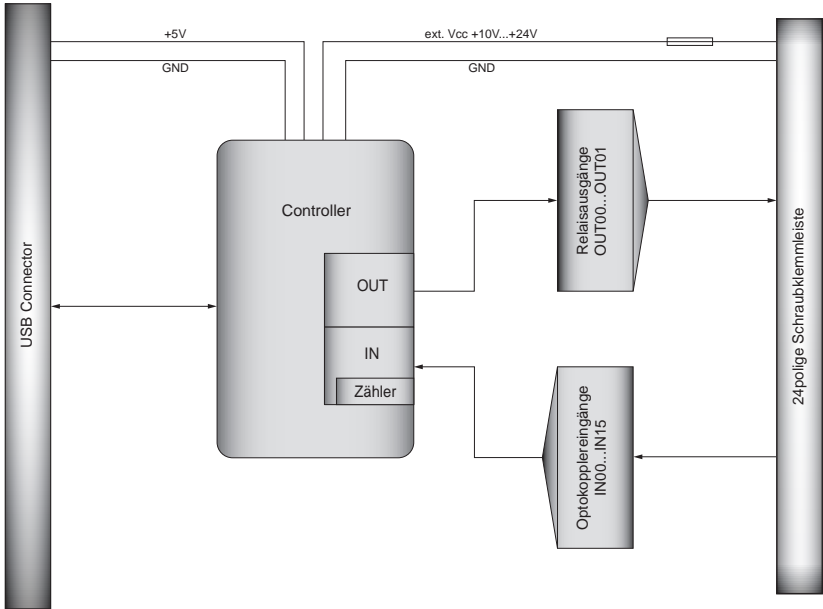 +5V
ext. Vcc +10V...+24V
GND
GND
USB Connector
Controller
OUT
IN
Zähler
Relaisausgänge
OUT00...OUT01
Optokopplereingänge
IN00...IN15
24polige Schraubklemmleiste